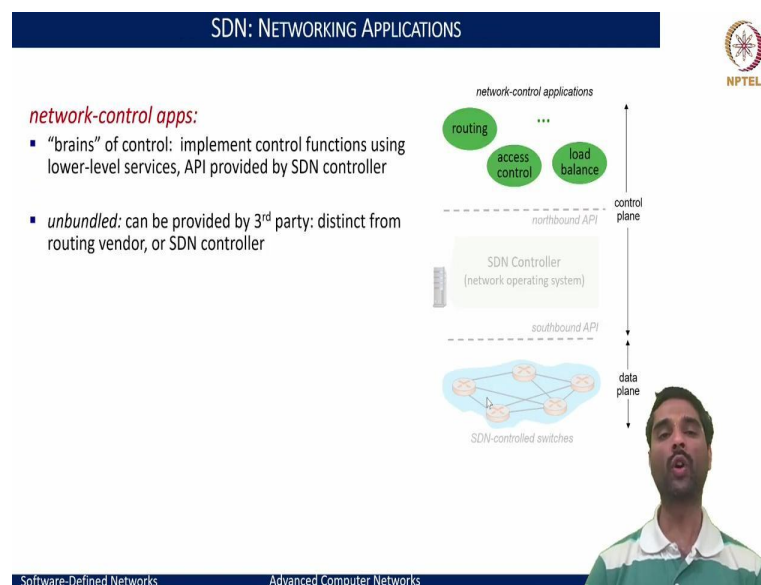 SDN: NETWORKING APPLICATIONS
NPTEL
network-control apps:
▪ "brains" of control: implement control functions using
lower-level services, API provided by SDN controller
▪ unbundled: can be provided by 3rd party: distinct from
routing vendor, or SDN controller
network-control applications
routing
...
access
control
load
balance
control
plane
northbound API
SDN Controller
(network operating system)
southbound API
data
plane
SDN-controlled switches
Software-Defined Networks
Advanced Computer Networks